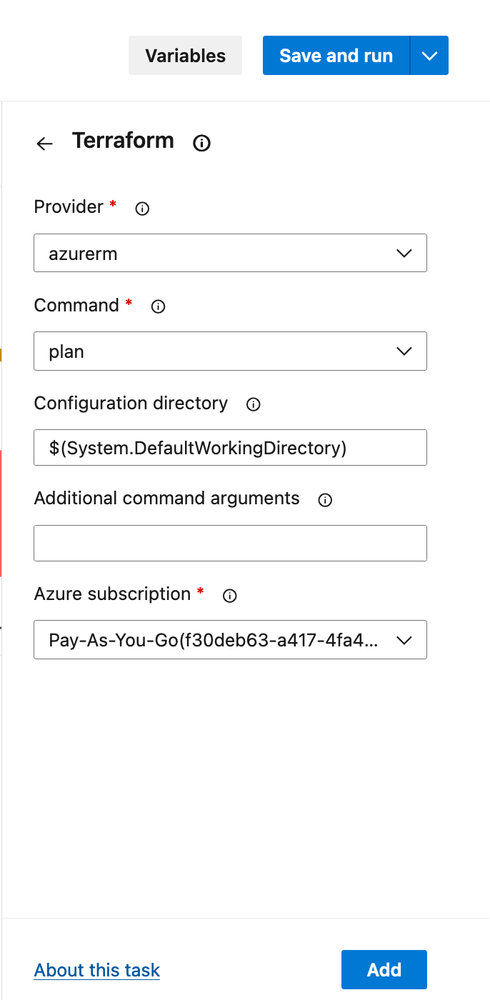 Variables
Save and run
Terraform
Provider *
azurerm
Command *
plan
Configuration directory
$(System.DefaultWorkingDirectory)
Additional command arguments
Azure subscription *
Pay-As-You-Go(f30deb63-a417-4fa4...
About this task
Add